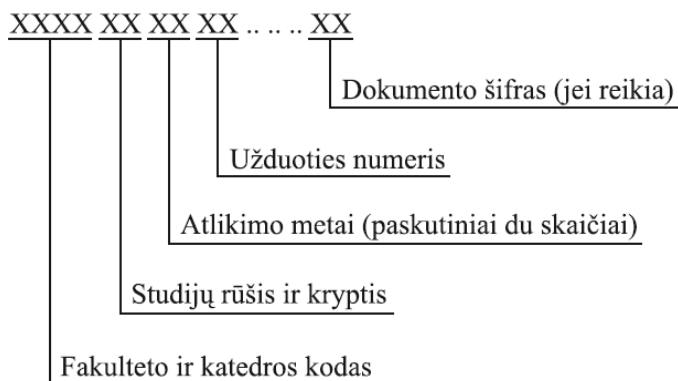 XXXX XX XX XX .. .. .. XX
Dokumento šifras (jei reikia)
Užduoties numeris
Atlikimo metai (paskutiniai du skaičiai)
Studijų rūšis ir kryptis
Fakulteto ir katedros kodas